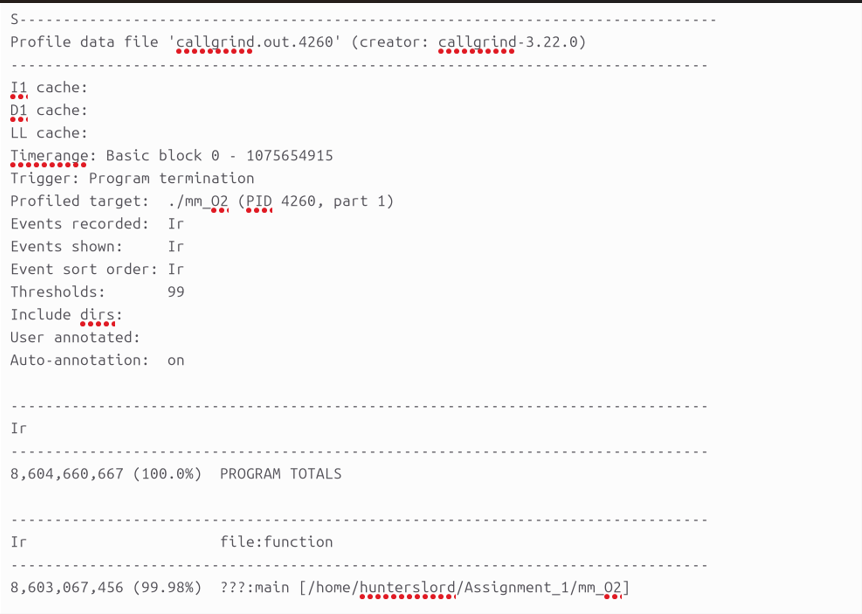 S--------------------------------------------------------------------------------
Profile data file 'callgrind.out.4260' (creator: callgrind-3.22.0)
--------------------------------------------------------------------------------
I1 cache:
D1 cache:
LL cache:
Timerange: Basic block 0 - 1075654915
Trigger: Program termination
Profiled target:  ./mm_O2 (PID 4260, part 1)
Events recorded:  Ir
Events shown:     Ir
Event sort order: Ir
Thresholds:       99
Include dirs:
User annotated:
Auto-annotation:  on
--------------------------------------------------------------------------------
Ir
--------------------------------------------------------------------------------
8,604,660,667 (100.0%)  PROGRAM TOTALS
--------------------------------------------------------------------------------
Ir                      file:function
--------------------------------------------------------------------------------
8,603,067,456 (99.98%)  ???:main [/home/hunterslord/Assignment_1/mm_O2]